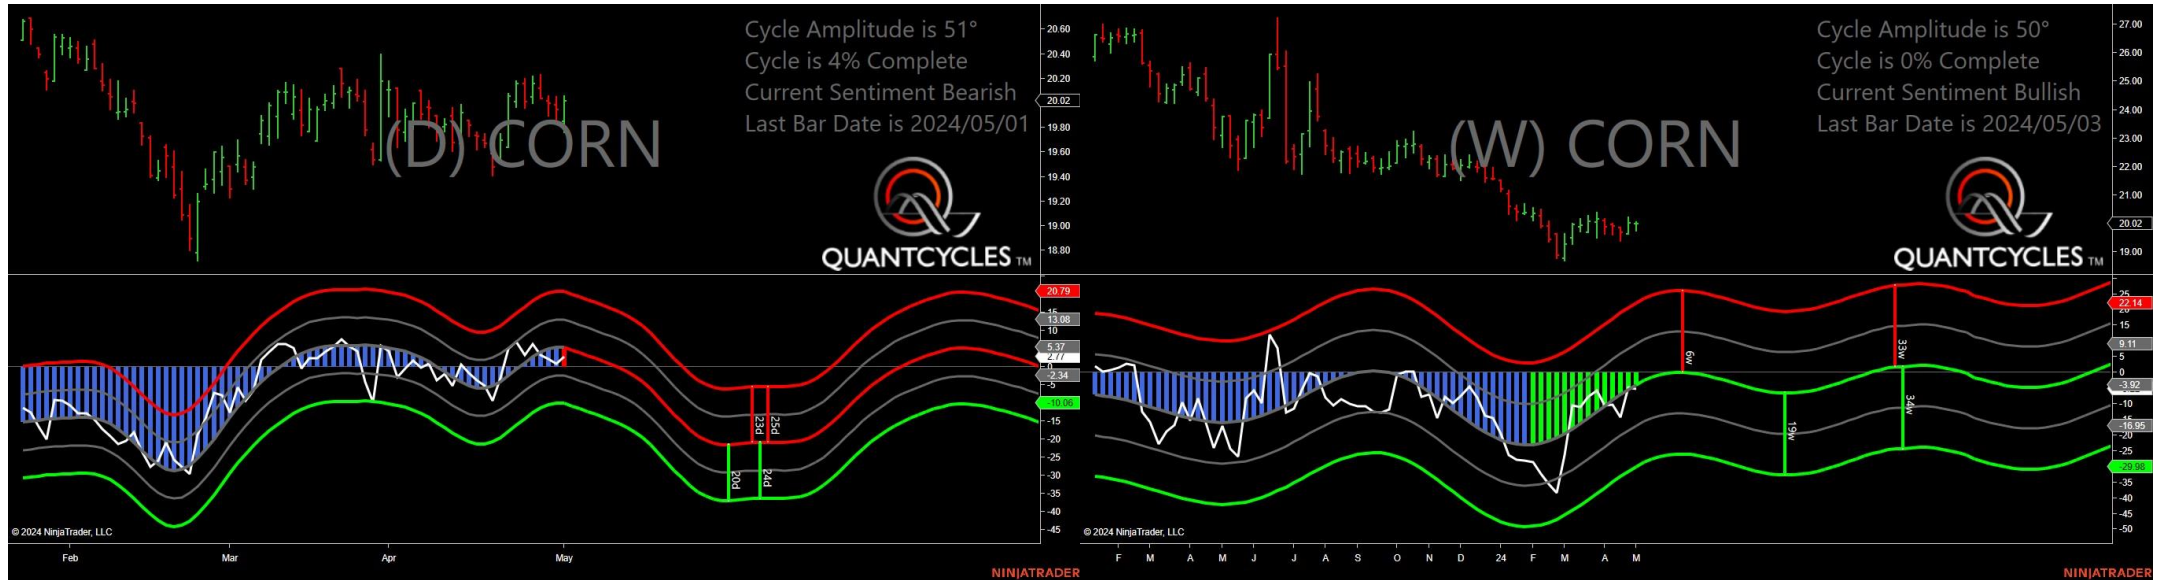 Cycle Amplitude is 51°
Cycle is 4% Complete
Current Sentiment Bearish
Last Bar Date is 2024/05/01
(D) CORN
QUANTCYCLES TM
20.60
20.40
20.20
20.02
19.80
19.60
19.40
19.20
19.00
18.80
20.79
15
13.08
10
5.37
2.77
0
-2.34
-5
-10.06
-15
-20
-25
-30
-35
-40
-45
23d
25d
20d
24d
© 2024 NinjaTrader, LLC
Feb
Mar
Apr
May
NINJATRADER
Cycle Amplitude is 50°
Cycle is 0% Complete
Current Sentiment Bullish
Last Bar Date is 2024/05/03
(W) CORN
QUANTCYCLES TM
27.00
26.00
25.00
24.00
23.00
22.00
21.00
20.02
19.00
25
22.14
20
15
9.11
5
0
-3.92
-10
-16.95
-20
-25
-29.98
-35
-40
-45
-50
6w
33w
19w
34w
© 2024 NinjaTrader, LLC
F
M
A
M
J
J
A
S
O
N
D
24
F
M
A
M
NINJATRADER